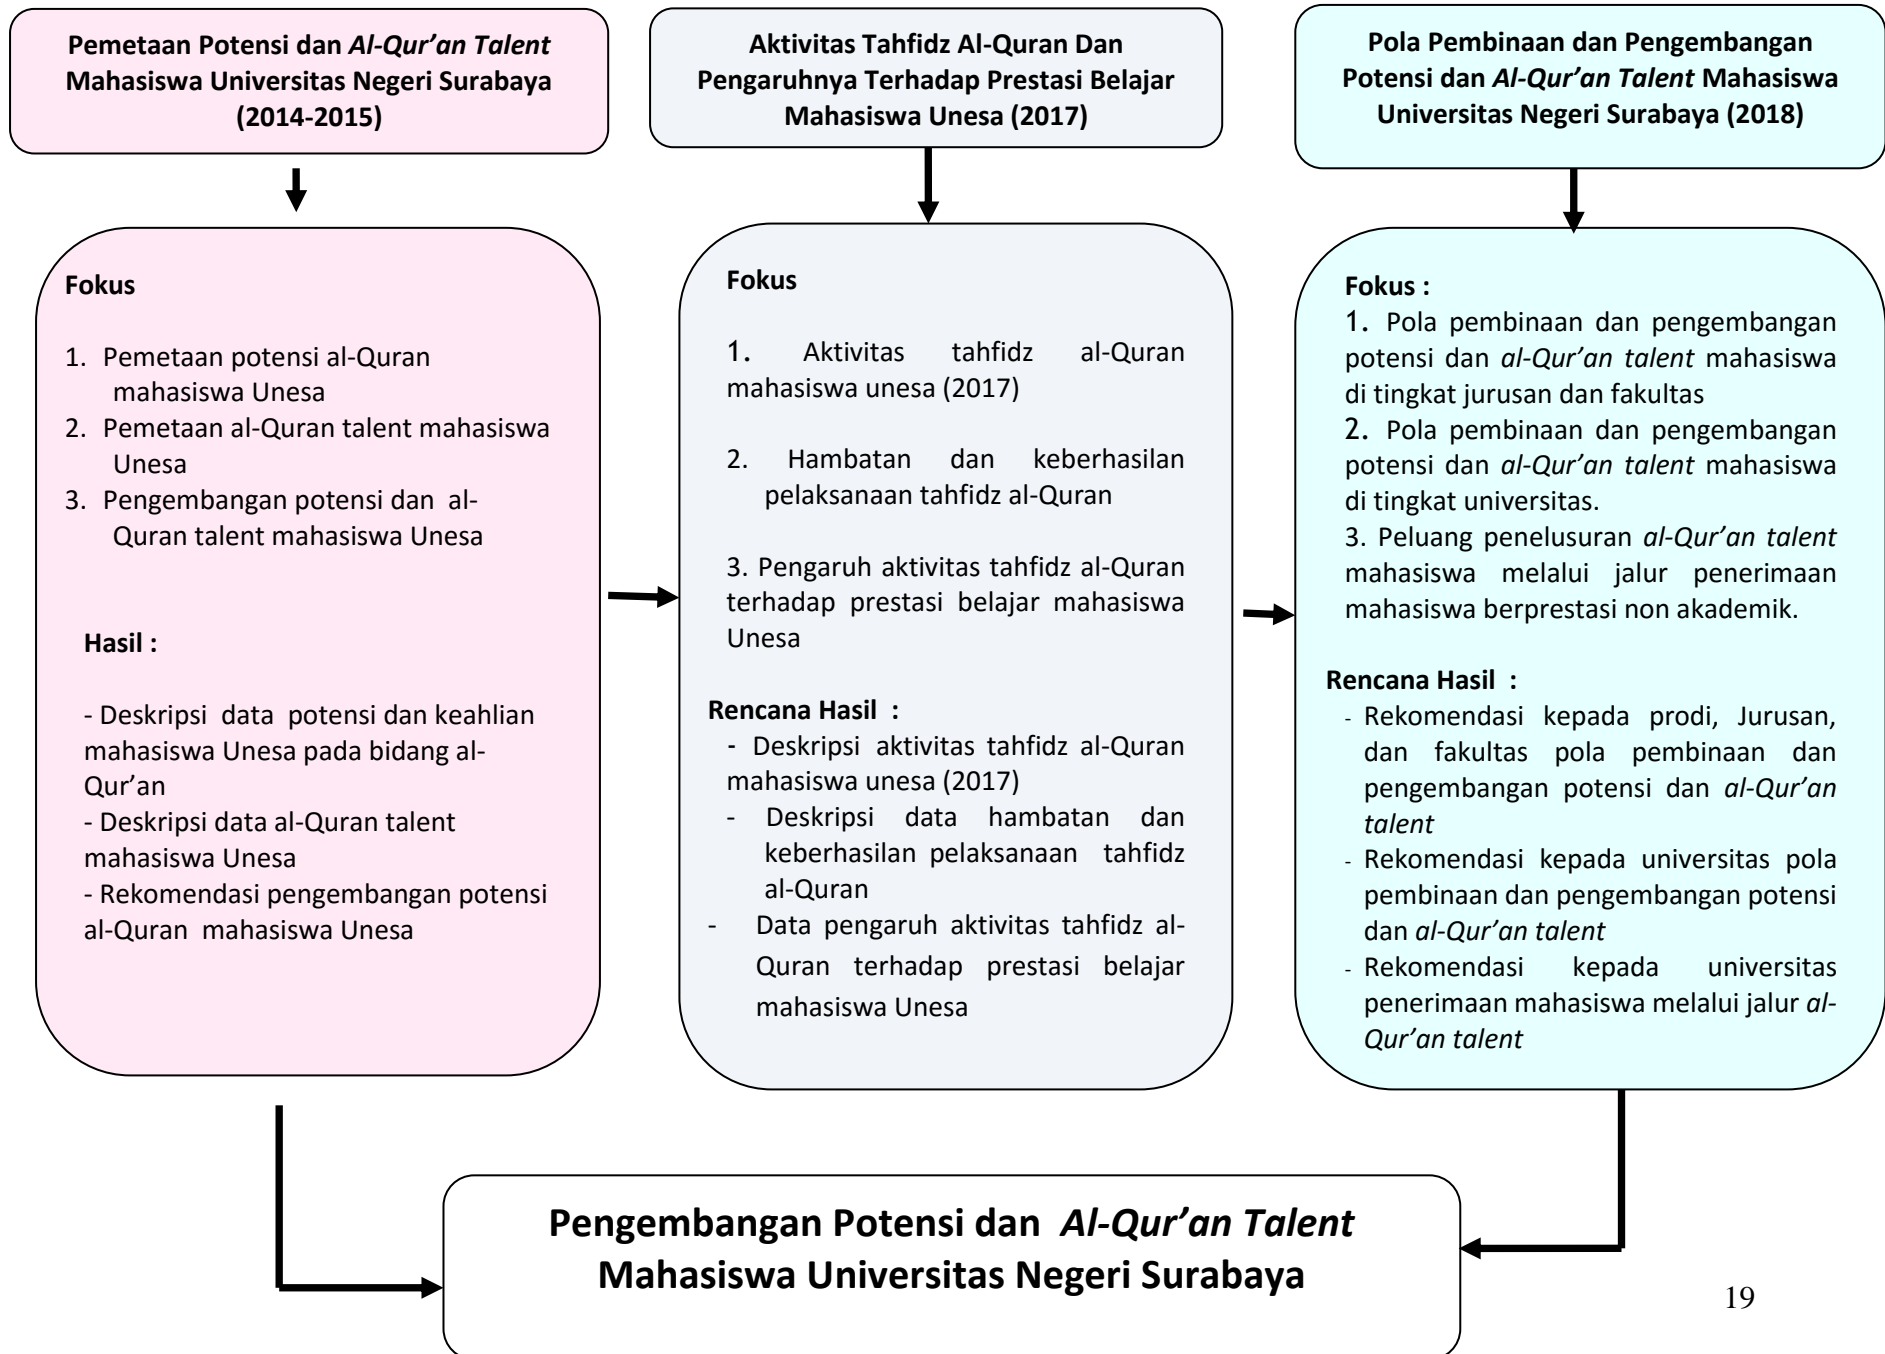 Pemetaan Potensi dan Al-Qur’an Talent
Mahasiswa Universitas Negeri Surabaya
(2014-2015)
Aktivitas Tahfidz Al-Quran Dan
Pengaruhnya Terhadap Prestasi Belajar
Mahasiswa Unesa (2017)
Pola Pembinaan dan Pengembangan
Potensi dan Al-Qur’an Talent Mahasiswa
Universitas Negeri Surabaya (2018)
Fokus
1. Pemetaan potensi al-Quran
mahasiswa Unesa
2. Pemetaan al-Quran talent mahasiswa
Unesa
3. Pengembangan potensi dan al-
Quran talent mahasiswa Unesa
Hasil :
- Deskripsi data potensi dan keahlian
mahasiswa Unesa pada bidang al-
Qur’an
- Deskripsi data al-Quran talent
mahasiswa Unesa
- Rekomendasi pengembangan potensi
al-Quran mahasiswa Unesa
Fokus
1. Aktivitas tahfidz al-Quran
mahasiswa unesa (2017)
2. Hambatan dan keberhasilan
pelaksanaan tahfidz al-Quran
3. Pengaruh aktivitas tahfidz al-Quran
terhadap prestasi belajar mahasiswa
Unesa
Rencana Hasil :
- Deskripsi aktivitas tahfidz al-Quran
mahasiswa unesa (2017)
- Deskripsi data hambatan dan
keberhasilan pelaksanaan tahfidz
al-Quran
- Data pengaruh aktivitas tahfidz al-
Quran terhadap prestasi belajar
mahasiswa Unesa
Fokus :
1. Pola pembinaan dan pengembangan
potensi dan al-Qur’an talent mahasiswa
di tingkat jurusan dan fakultas
2. Pola pembinaan dan pengembangan
potensi dan al-Qur’an talent mahasiswa
di tingkat universitas.
3. Peluang penelusuran al-Qur’an talent
mahasiswa melalui jalur penerimaan
mahasiswa berprestasi non akademik.
Rencana Hasil :
- Rekomendasi kepada prodi, Jurusan,
dan fakultas pola pembinaan dan
pengembangan potensi dan al-Qur’an
talent
- Rekomendasi kepada universitas pola
pembinaan dan pengembangan potensi
dan al-Qur’an talent
- Rekomendasi kepada universitas
penerimaan mahasiswa melalui jalur al-
Qur’an talent
Pengembangan Potensi dan Al-Qur’an Talent
Mahasiswa Universitas Negeri Surabaya
19